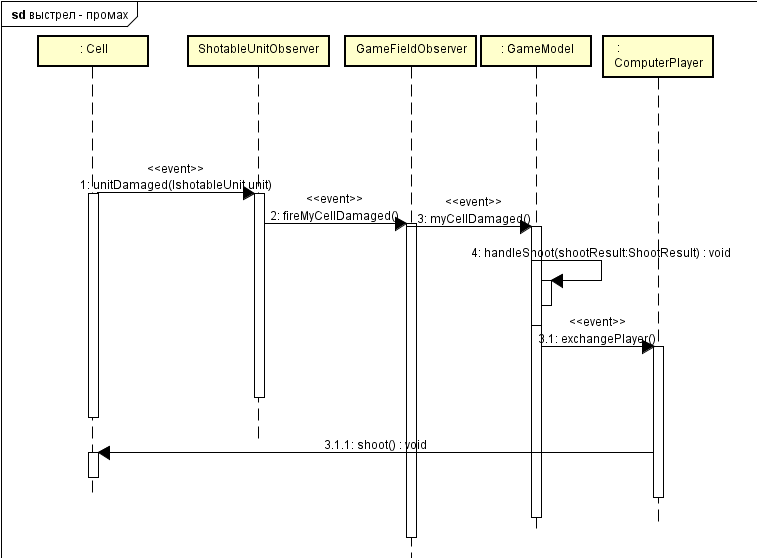 sd выстрел - промах
: Cell
ShotableUnitObserver
GameFieldObserver
: GameModel
:
ComputerPlayer
<<event>>
1: unitDamaged(IshotableUnit unit)
<<event>>
2: fireMyCellDamaged()
<<event>>
3: myCellDamaged()
4: handleShoot(shootResult:ShootResult) : void
<<event>>
3.1: exchangePlayer()
3.1.1: shoot() : void